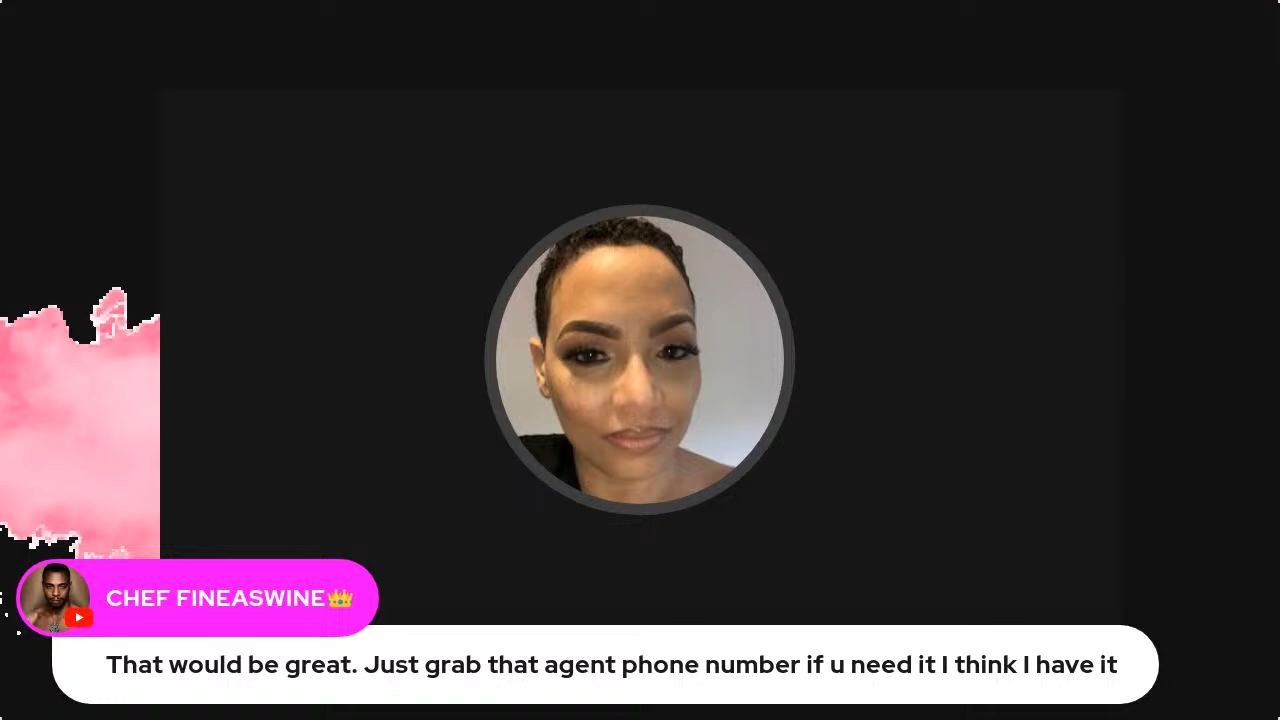 CHEF FINEASWINE👑
That would be great. Just grab that agent phone number if u need it I think I have it